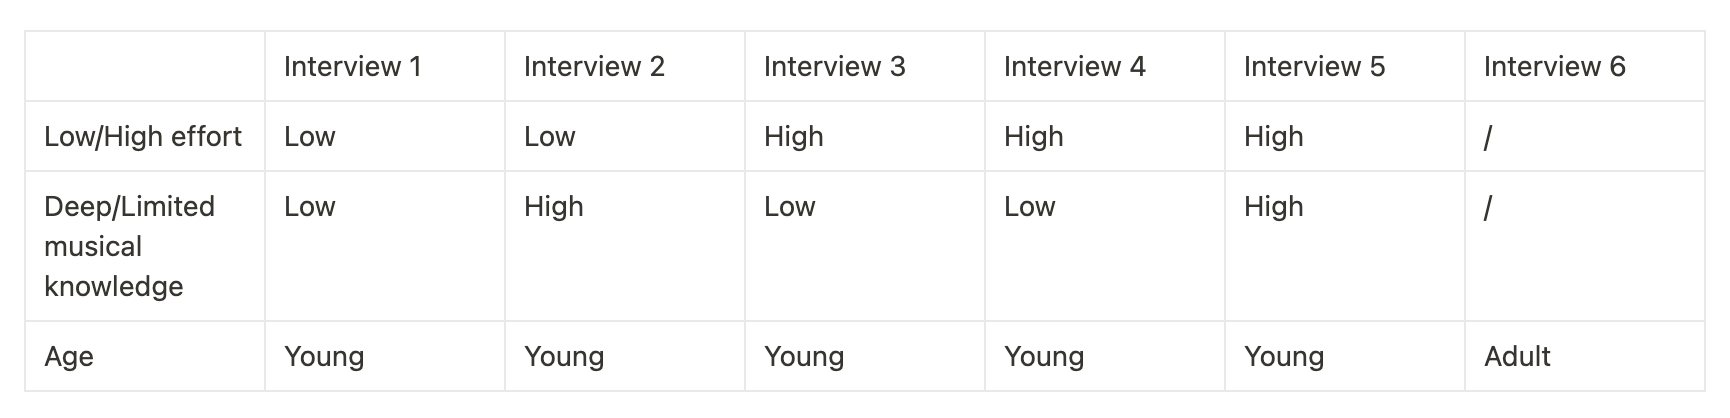 Interview 1 Interview 2 Interview 3 Interview 4 Interview 5 Interview 6
Low/High effort Low Low High High High /
Deep/Limited Low High Low Low High /
musical
knowledge
Age Young Young Young Young Young Adult